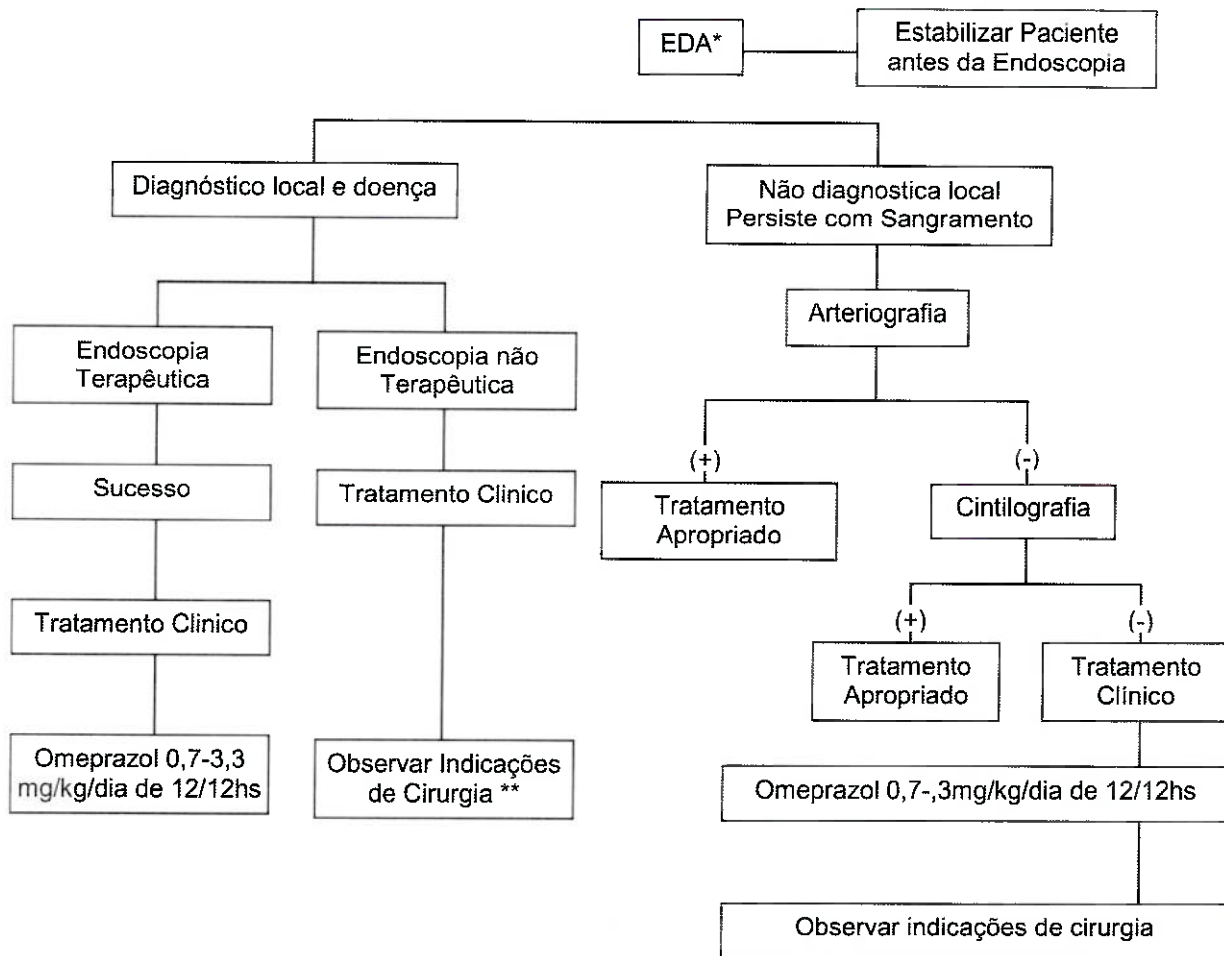 EDA*
Estabilizar Paciente
antes da Endoscopia
Diagnóstico local e doença
Não diagnostica local
Persiste com Sangramento
Arteriografia
Endoscopia
Terapêutica
Endoscopia não
Terapêutica
(+)
(-)
Sucesso
Tratamento Clinico
Tratamento
Apropriado
Cintilografia
Tratamento Clinico
(+)
(-)
Tratamento
Apropriado
Tratamento
Clínico
Omeprazol 0,7-3,3
mg/kg/dia de 12/12hs
Observar Indicações
de Cirurgia **
Omeprazol 0,7-,3mg/kg/dia de 12/12hs
Observar indicações de cirurgia